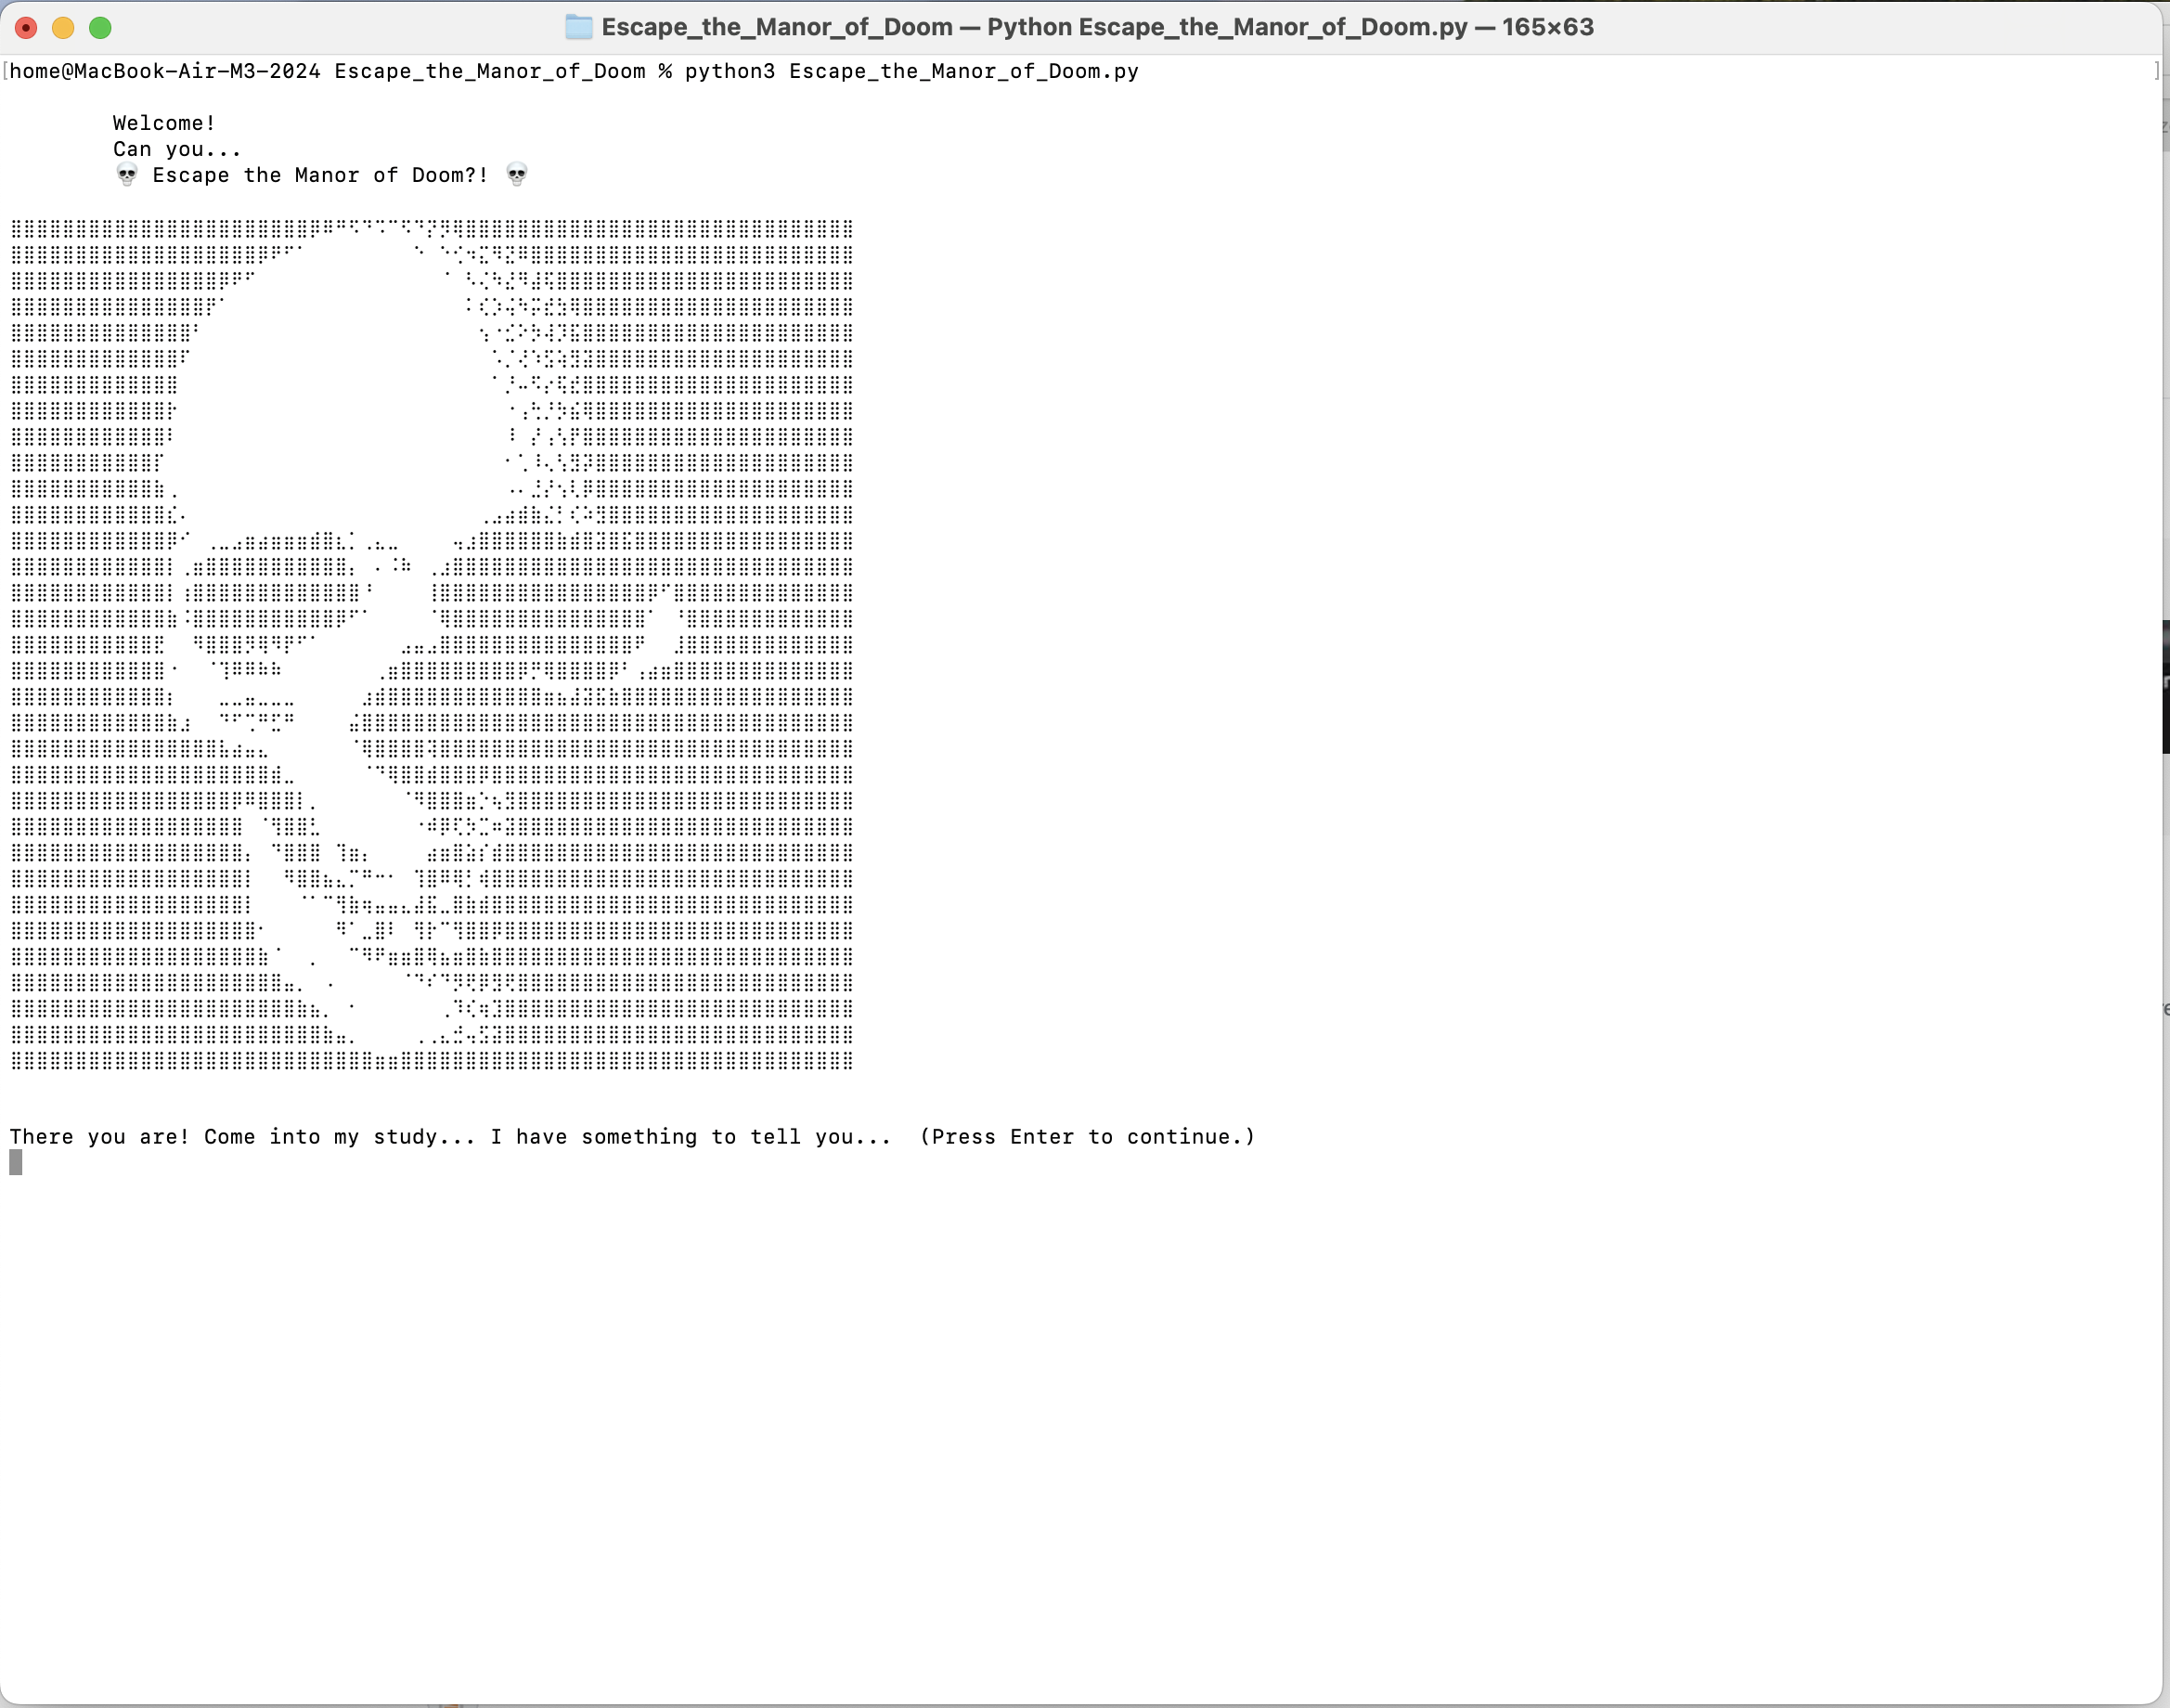 Escape_the_Manor_of_Doom — Python Escape_the_Manor_of_Doom.py — 165×63
[home@MacBook-Air-M3-2024 Escape_the_Manor_of_Doom % python3 Escape_the_Manor_of_Doom.py ]
Welcome!
Can you...
💀 Escape the Manor of Doom?! 💀
There you are! Come into my study... I have something to tell you... (Press Enter to continue.)